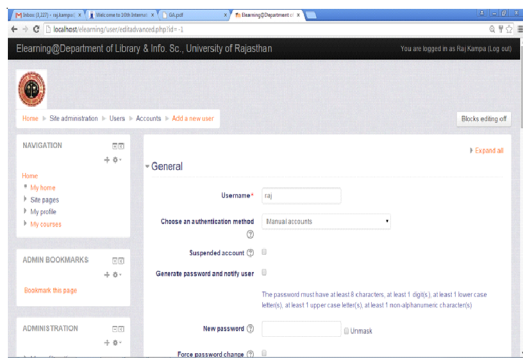 Inbox (1,227) - raj.kampa
Welcome to 10th Interna
GA.pdf
Elearning@Department o
localhost/elearning/user/editadvanced.php?id=-1
Elearning@Department of Library & Info. Sc., University of Rajasthan
You are logged in as Raj Kampa (Log out)
Home Site administration Users Accounts Add a new user
Blocks editing off
NAVIGATION
Home
My home
Site pages
My profile
My courses
ADMIN BOOKMARKS
Bookmark this page
ADMINISTRATION
Expand all
General
Username* raj
Choose an authentication method Manual accounts
Suspended account
Generate password and notify user
The password must have at least 8 characters, at least 1 digit(s), at least 1 lower case
letter(s), at least 1 upper case letter(s), at least 1 non-alphanumeric character(s)
New password Unmask
Force password change